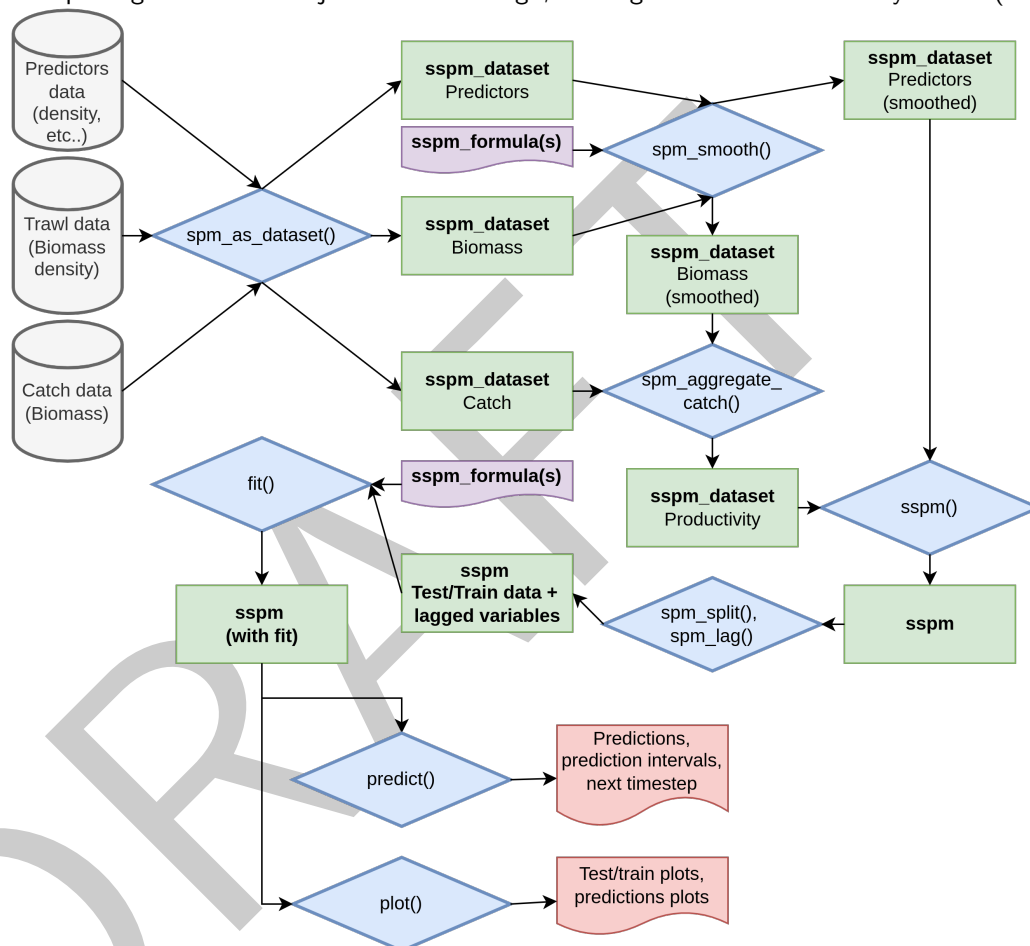 Predictors
data
(density,
etc..)
sspm_dataset
Predictors
sspm_dataset
Predictors
(smoothed)
sspm_formula(s)
spm_smooth()
Trawl data
(Biomass
density)
spm_as_dataset()
sspm_dataset
Biomass
sspm_dataset
Biomass
(smoothed)
Catch data
(Biomass)
sspm_dataset
Catch
spm_aggregate_
catch()
fit()
sspm_formula(s)
sspm_dataset
Productivity
sspm()
sspm
Test/Train data +
lagged variables
sspm
(with fit)
spm_split(),
spm_lag()
sspm
predict()
Predictions,
prediction intervals,
next timestep
plot()
Test/train plots,
predictions plots
DRAFT